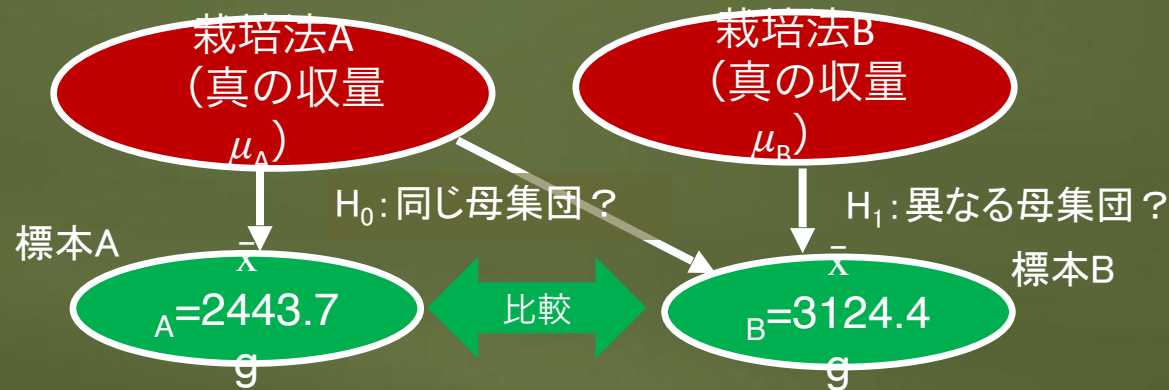 栽培法A
（真の収量
μA）
栽培法B
（真の収量
μB）
H0：同じ母集団？
H1：異なる母集団？
標本A
x̄
A=2443.7
g
比較
x̄
B=3124.4
g
標本B